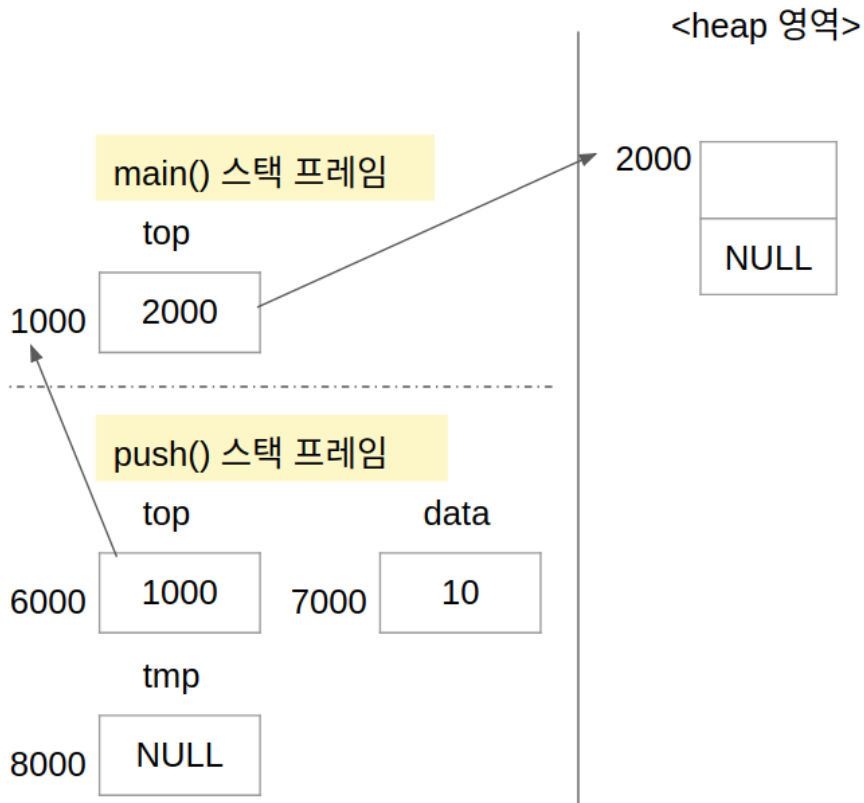 <heap 영역>
main() 스택 프레임
2000
top
2000
NULL
1000
push() 스택 프레임
top
data
6000
1000
7000
10
tmp
8000
NULL